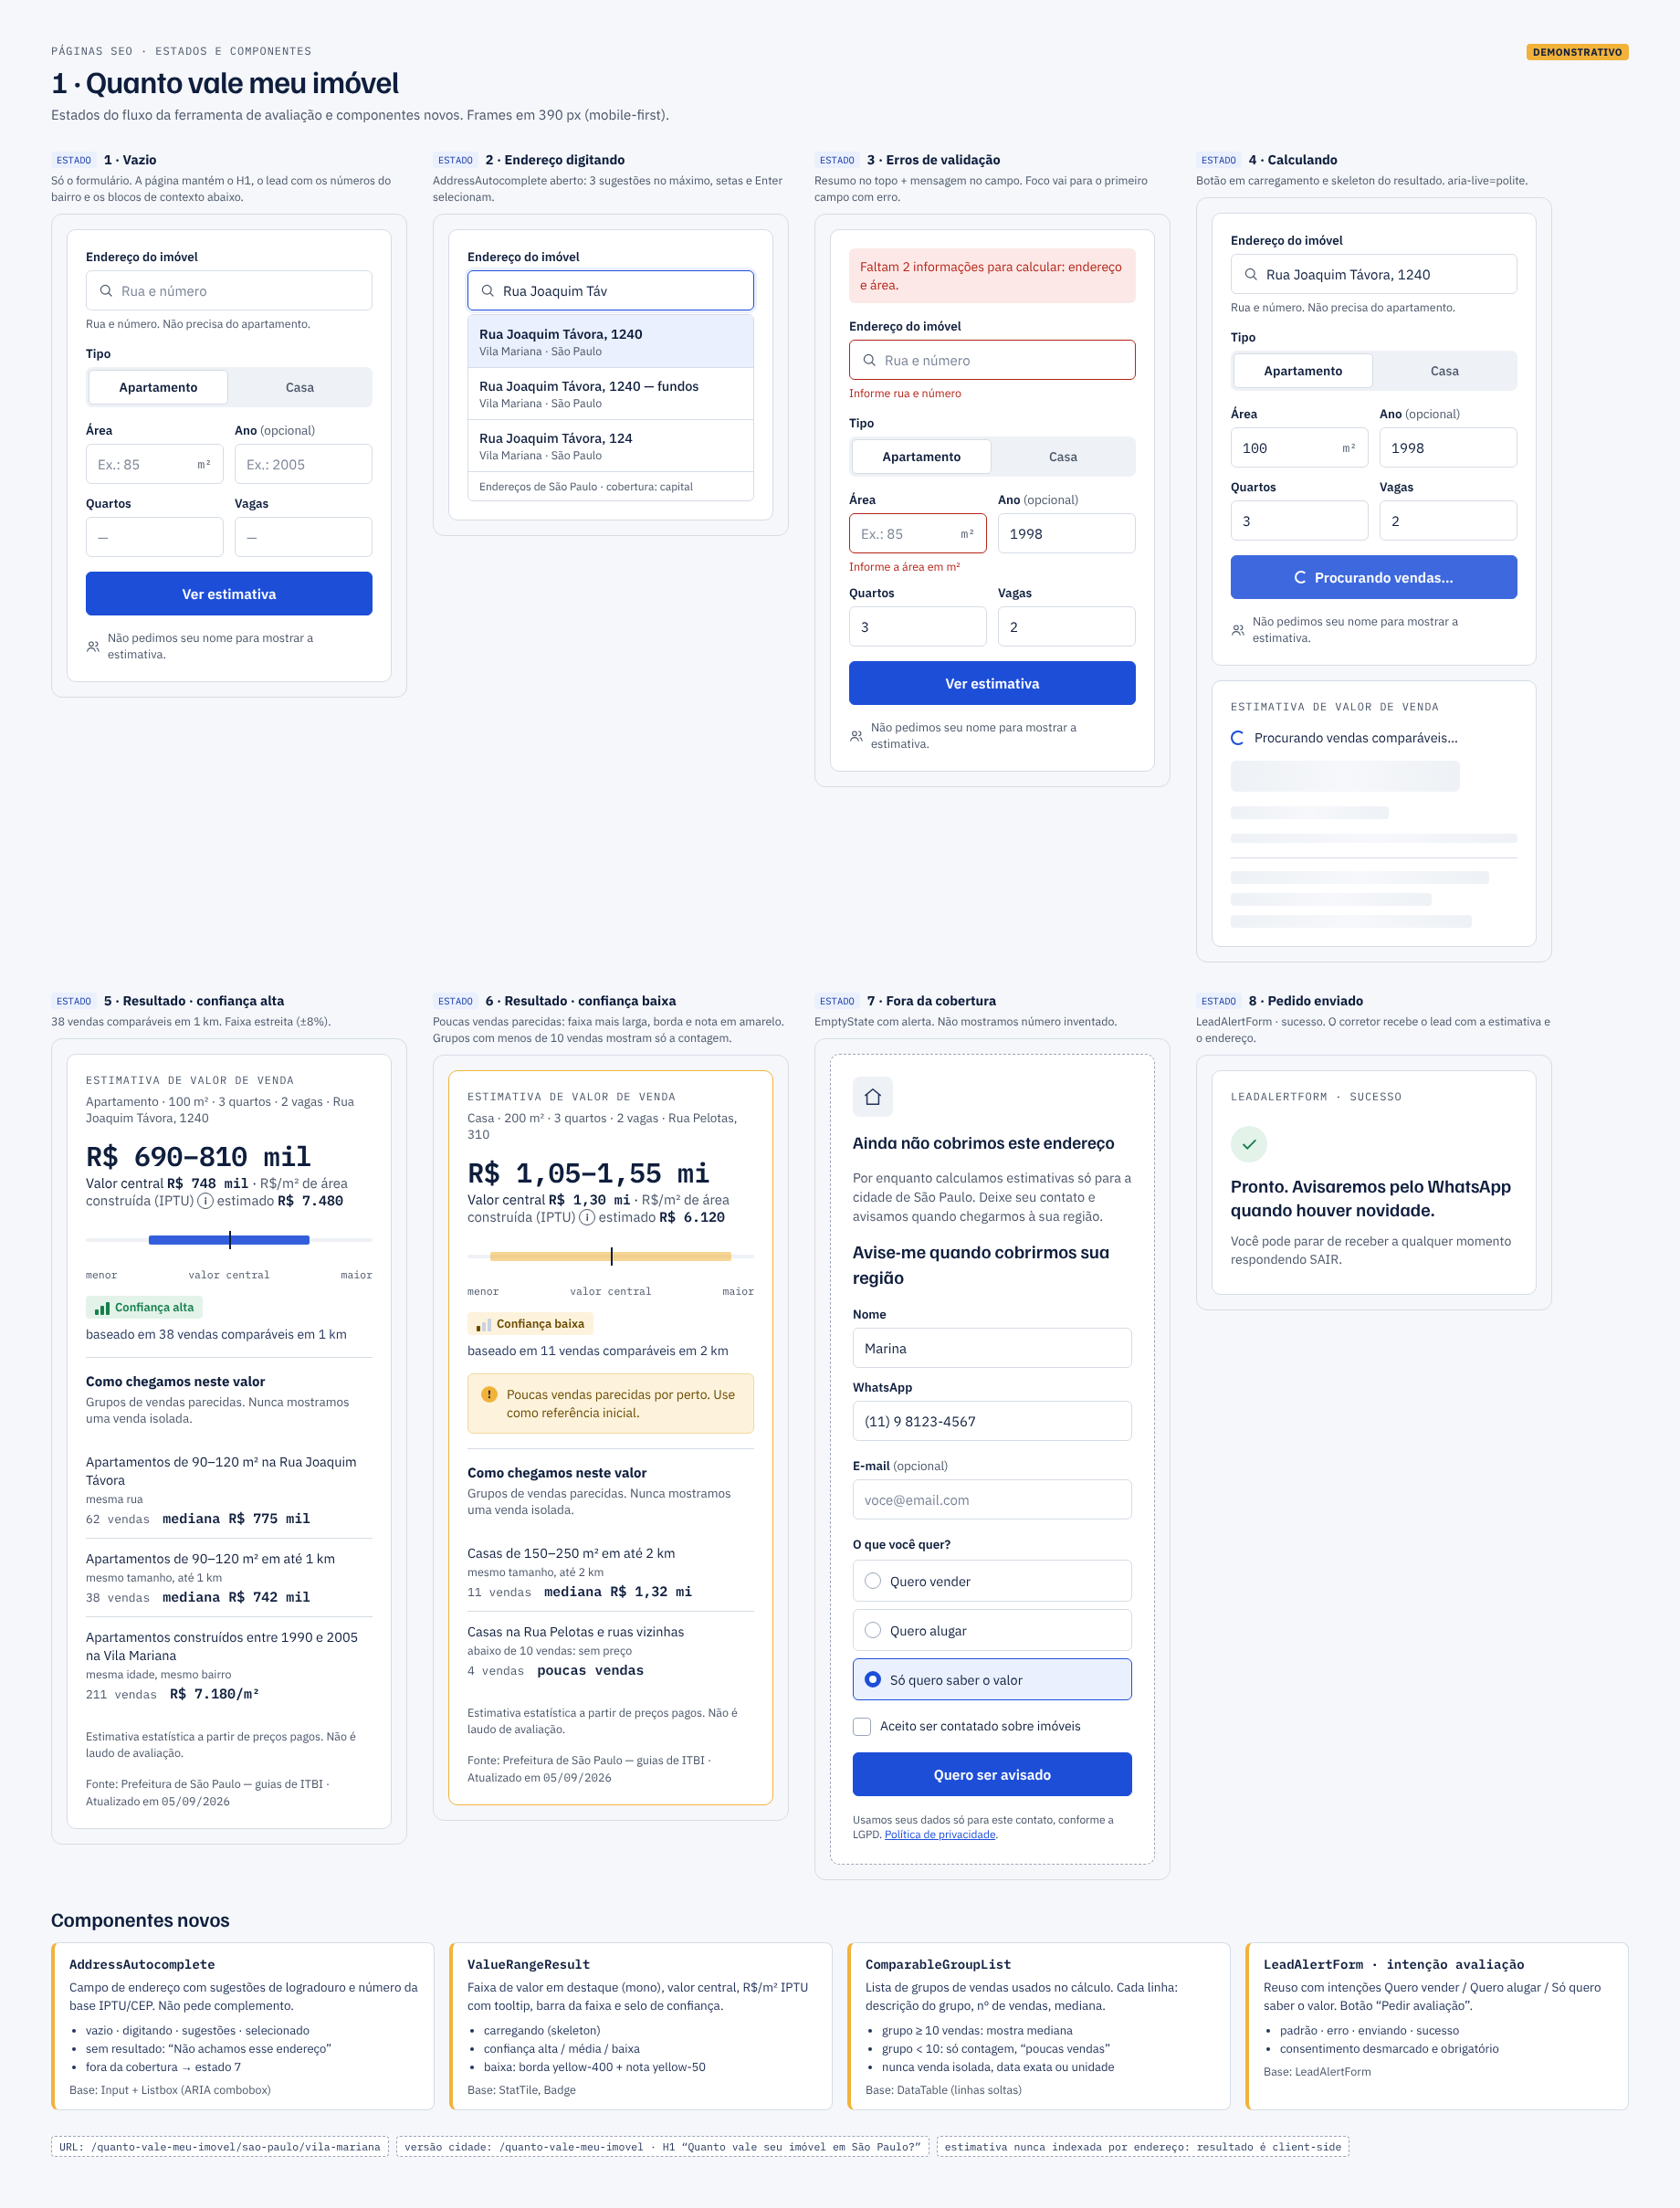 PÁGINAS SEO · ESTADOS E COMPONENTES
DEMONSTRATIVO
1 · Quanto vale meu imóvel
Estados do fluxo da ferramenta de avaliação e componentes novos. Frames em 390 px (mobile-first).
ESTADO 1 · Vazio
Só o formulário. A página mantém o H1, o lead com os números do
bairro e os blocos de contexto abaixo.
Endereço do imóvel
Rua e número
Rua e número. Não precisa do apartamento.
Tipo
Apartamento Casa
Área Ano (opcional)
Ex.: 85 m² Ex.: 2005
Quartos Vagas
— —
Ver estimativa
Não pedimos seu nome para mostrar a
estimativa.
ESTADO 2 · Endereço digitando
AddressAutocomplete aberto: 3 sugestões no máximo, setas e Enter
selecionam.
Endereço do imóvel
Rua Joaquim Táv
Rua Joaquim Távora, 1240
Vila Mariana · São Paulo
Rua Joaquim Távora, 1240 — fundos
Vila Mariana · São Paulo
Rua Joaquim Távora, 124
Vila Mariana · São Paulo
Endereços de São Paulo · cobertura: capital
ESTADO 3 · Erros de validação
Resumo no topo + mensagem no campo. Foco vai para o primeiro
campo com erro.
Faltam 2 informações para calcular: endereço
e área.
Endereço do imóvel
Rua e número
Informe rua e número
Tipo
Apartamento Casa
Área Ano (opcional)
Ex.: 85 m² 1998
Informe a área em m²
Quartos Vagas
3 2
Ver estimativa
Não pedimos seu nome para mostrar a
estimativa.
ESTADO 4 · Calculando
Botão em carregamento e skeleton do resultado. aria-live=polite.
Endereço do imóvel
Rua Joaquim Távora, 1240
Rua e número. Não precisa do apartamento.
Tipo
Apartamento Casa
Área Ano (opcional)
100 m² 1998
Quartos Vagas
3 2
Procurando vendas…
Não pedimos seu nome para mostrar a
estimativa.
ESTIMATIVA DE VALOR DE VENDA
Procurando vendas comparáveis…
ESTADO 5 · Resultado · confiança alta
38 vendas comparáveis em 1 km. Faixa estreita (±8%).
ESTIMATIVA DE VALOR DE VENDA
Apartamento · 100 m² · 3 quartos · 2 vagas · Rua
Joaquim Távora, 1240
R$ 690–810 mil
Valor central R$ 748 mil · R$/m² de área
construída (IPTU) i estimado R$ 7.480
menor valor central maior
Confiança alta
baseado em 38 vendas comparáveis em 1 km
Como chegamos neste valor
Grupos de vendas parecidas. Nunca mostramos
uma venda isolada.
Apartamentos de 90–120 m² na Rua Joaquim
Távora
mesma rua
62 vendas mediana R$ 775 mil
Apartamentos de 90–120 m² em até 1 km
mesmo tamanho, até 1 km
38 vendas mediana R$ 742 mil
Apartamentos construídos entre 1990 e 2005
na Vila Mariana
mesma idade, mesmo bairro
211 vendas R$ 7.180/m²
Estimativa estatística a partir de preços pagos. Não é
laudo de avaliação.
Fonte: Prefeitura de São Paulo — guias de ITBI ·
Atualizado em 05/09/2026
ESTADO 6 · Resultado · confiança baixa
Poucas vendas parecidas: faixa mais larga, borda e nota em amarelo.
Grupos com menos de 10 vendas mostram só a contagem.
ESTIMATIVA DE VALOR DE VENDA
Casa · 200 m² · 3 quartos · 2 vagas · Rua Pelotas,
310
R$ 1,05–1,55 mi
Valor central R$ 1,30 mi · R$/m² de área
construída (IPTU) i estimado R$ 6.120
menor valor central maior
Confiança baixa
baseado em 11 vendas comparáveis em 2 km
Poucas vendas parecidas por perto. Use
como referência inicial.
Como chegamos neste valor
Grupos de vendas parecidas. Nunca mostramos
uma venda isolada.
Casas de 150–250 m² em até 2 km
mesmo tamanho, até 2 km
11 vendas mediana R$ 1,32 mi
Casas na Rua Pelotas e ruas vizinhas
abaixo de 10 vendas: sem preço
4 vendas poucas vendas
Estimativa estatística a partir de preços pagos. Não é
laudo de avaliação.
Fonte: Prefeitura de São Paulo — guias de ITBI ·
Atualizado em 05/09/2026
ESTADO 7 · Fora da cobertura
EmptyState com alerta. Não mostramos número inventado.
Ainda não cobrimos este endereço
Por enquanto calculamos estimativas só para a
cidade de São Paulo. Deixe seu contato e
avisamos quando chegarmos à sua região.
Avise-me quando cobrirmos sua
região
Nome
Marina
WhatsApp
(11) 9 8123-4567
E-mail (opcional)
voce@email.com
O que você quer?
Quero vender
Quero alugar
Só quero saber o valor
Aceito ser contatado sobre imóveis
Quero ser avisado
Usamos seus dados só para este contato, conforme a
LGPD. Política de privacidade.
ESTADO 8 · Pedido enviado
LeadAlertForm · sucesso. O corretor recebe o lead com a estimativa e
o endereço.
LEADALERTFORM · SUCESSO
Pronto. Avisaremos pelo WhatsApp
quando houver novidade.
Você pode parar de receber a qualquer momento
respondendo SAIR.
Componentes novos
AddressAutocomplete
Campo de endereço com sugestões de logradouro e número da
base IPTU/CEP. Não pede complemento.
• vazio · digitando · sugestões · selecionado
• sem resultado: “Não achamos esse endereço”
• fora da cobertura → estado 7
Base: Input + Listbox (ARIA combobox)
ValueRangeResult
Faixa de valor em destaque (mono), valor central, R$/m² IPTU
com tooltip, barra da faixa e selo de confiança.
• carregando (skeleton)
• confiança alta / média / baixa
• baixa: borda yellow-400 + nota yellow-50
Base: StatTile, Badge
ComparableGroupList
Lista de grupos de vendas usados no cálculo. Cada linha:
descrição do grupo, nº de vendas, mediana.
• grupo ≥ 10 vendas: mostra mediana
• grupo < 10: só contagem, “poucas vendas”
• nunca venda isolada, data exata ou unidade
Base: DataTable (linhas soltas)
LeadAlertForm · intenção avaliação
Reuso com intenções Quero vender / Quero alugar / Só quero
saber o valor. Botão “Pedir avaliação”.
• padrão · erro · enviando · sucesso
• consentimento desmarcado e obrigatório
Base: LeadAlertForm
URL: /quanto-vale-meu-imovel/sao-paulo/vila-mariana
versão cidade: /quanto-vale-meu-imovel · H1 “Quanto vale seu imóvel em São Paulo?”
estimativa nunca indexada por endereço: resultado é client-side